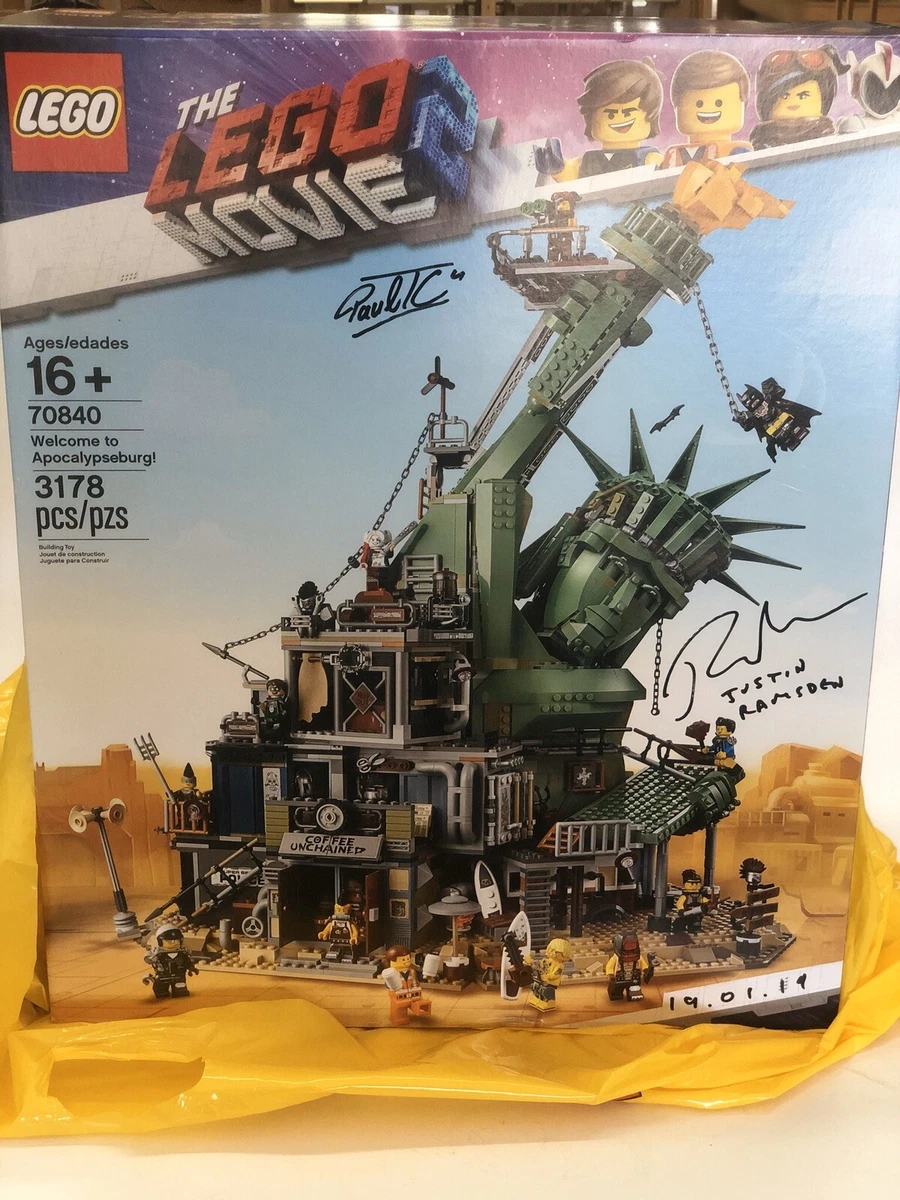 LEGO
THE
LEGO
MOVIE 2
Paul TC
Ages/edades
16+
70840
Welcome to
Apocalypseburg!
3178
pcs/pzs
Building Toy
Jouet de construction
Juguete para Construir
JUSTIN
RAMSDEN
COFFEE
UNCHAINED
19.01.19